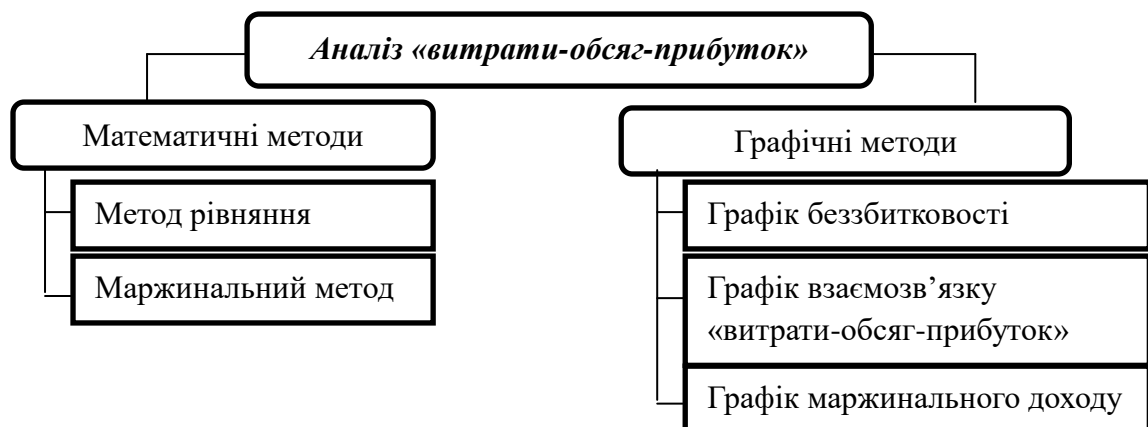 Аналіз «витрати-обсяг-прибуток»
Математичні методи
Метод рівняння
Маржинальний метод
Графічні методи
Графік беззбитковості
Графік взаємозв’язку
«витрати-обсяг-прибуток»
Графік маржинального доходу